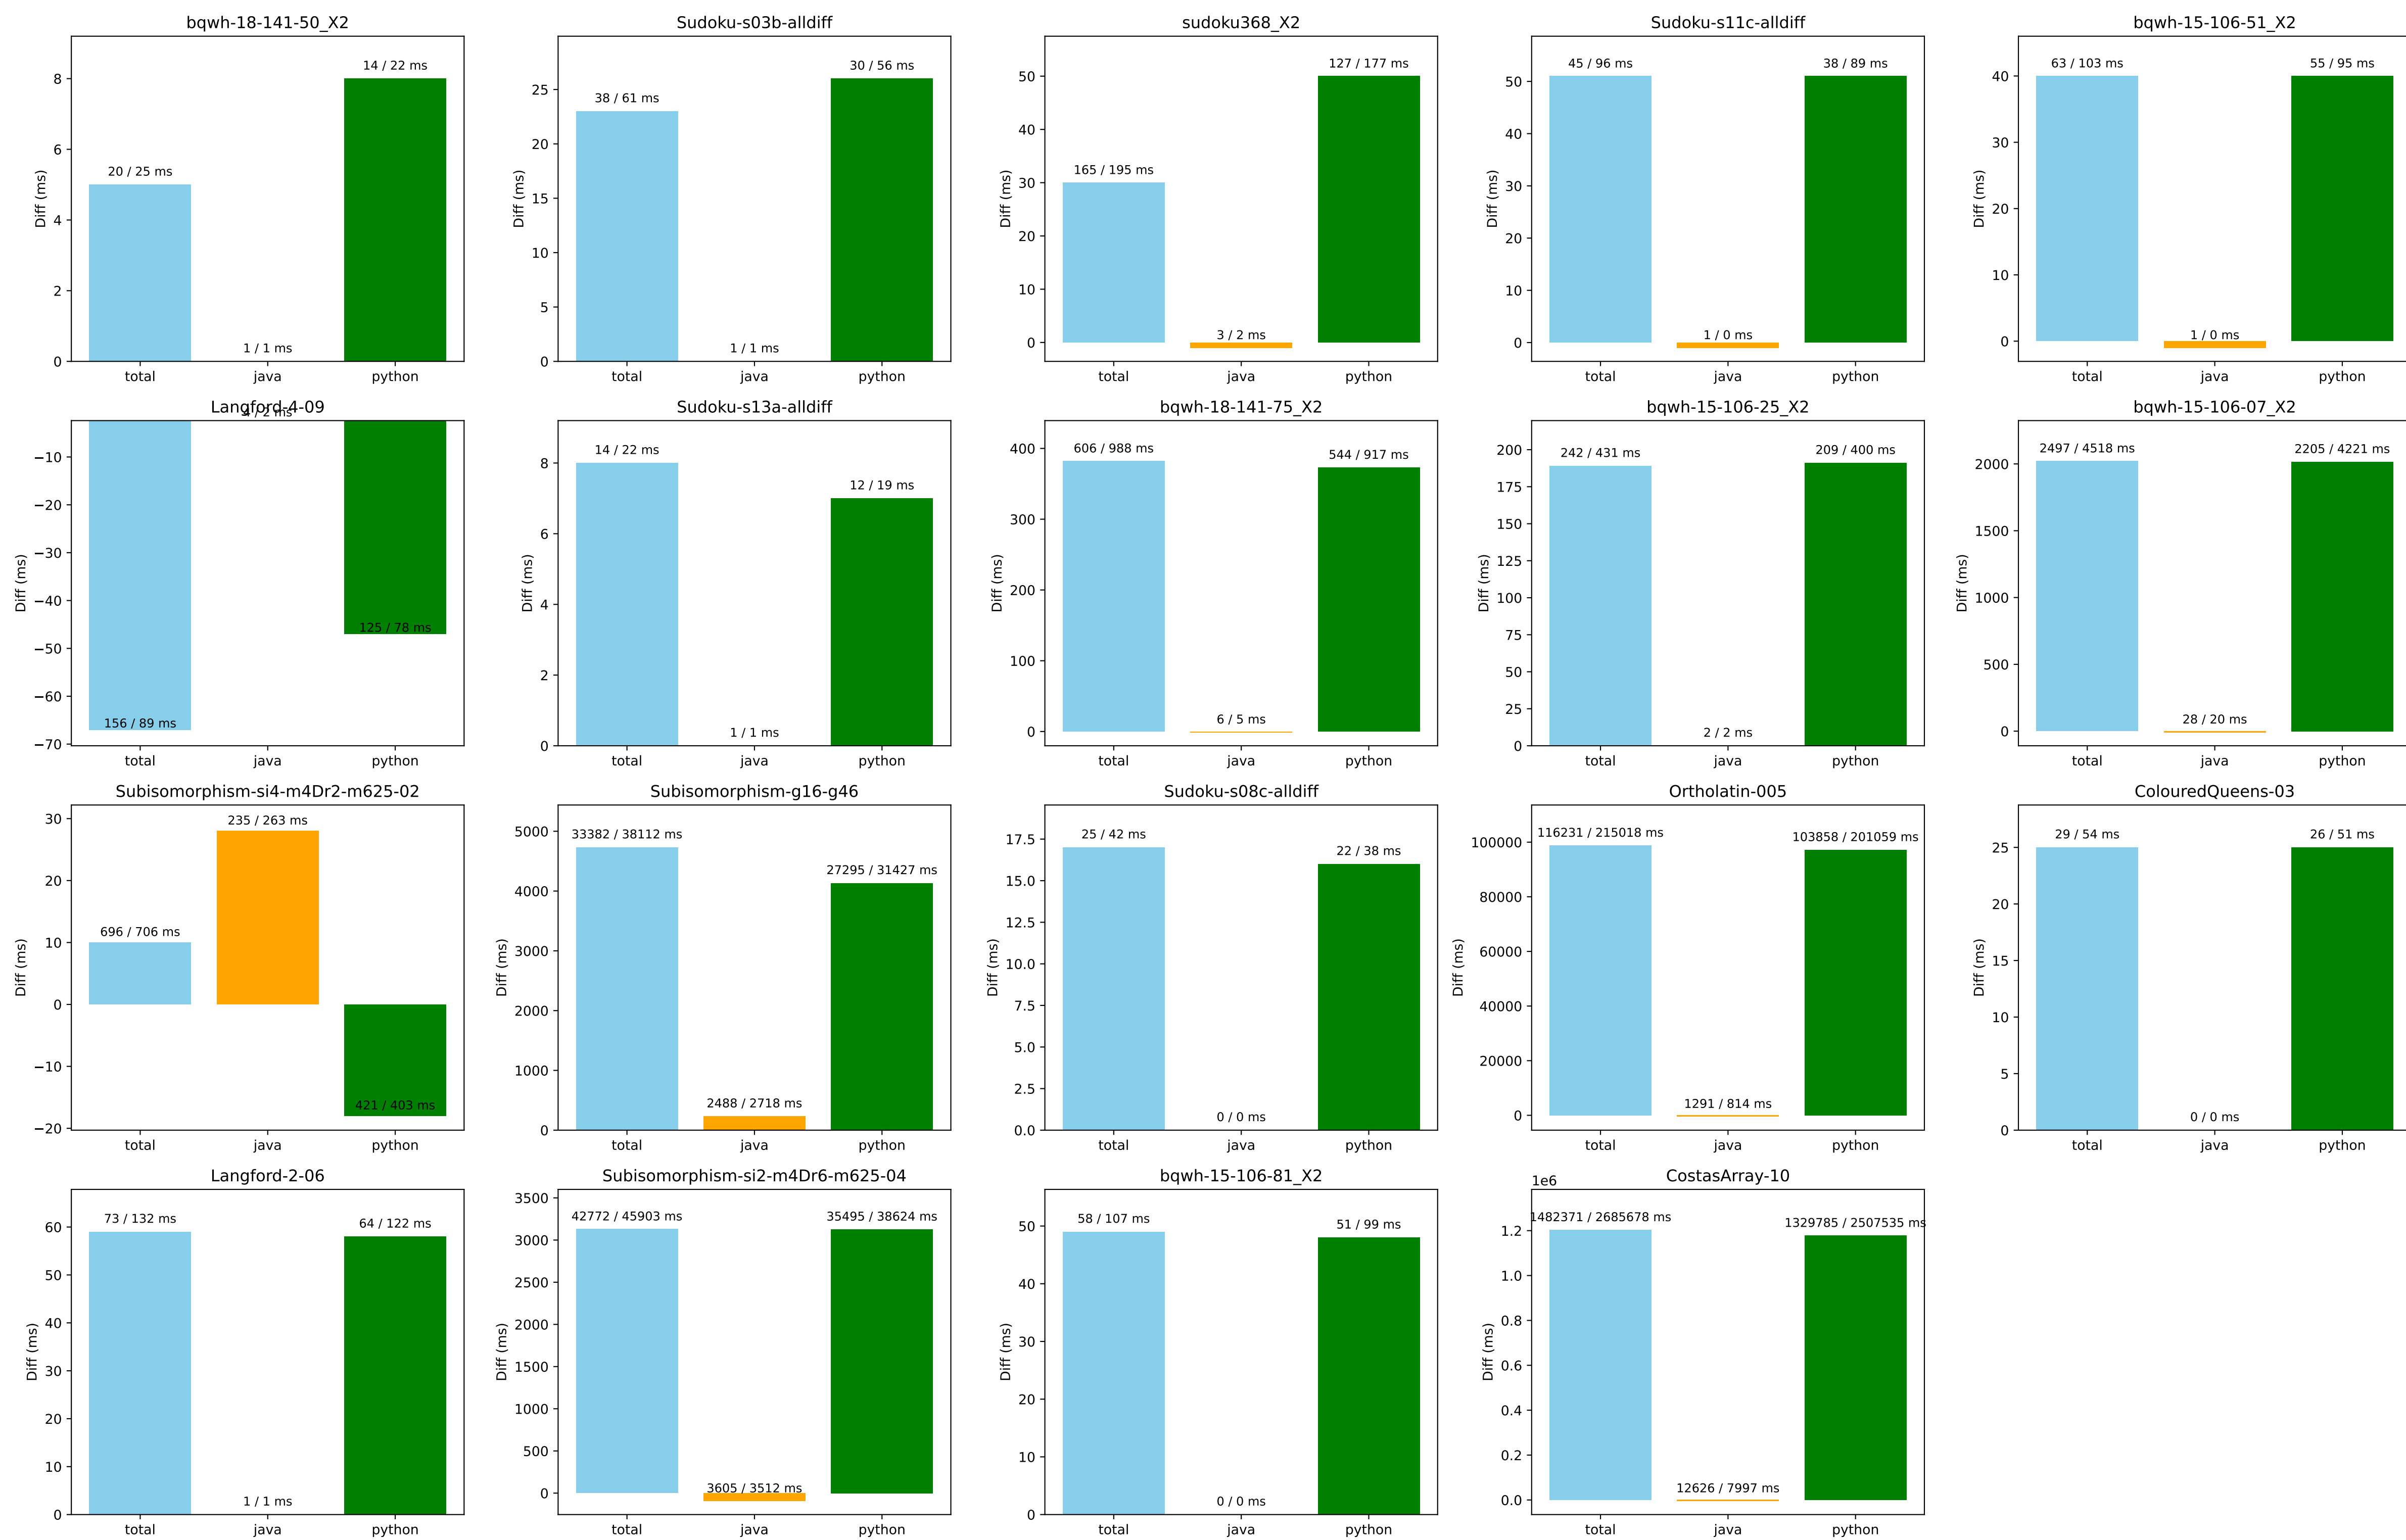 bqwh-18-141-50_X2
Diff (ms)
8
6
4
2
0
20 / 25 ms
1 / 1 ms
14 / 22 ms
total
java
python
Sudoku-s03b-alldiff
Diff (ms)
25
20
15
10
5
0
38 / 61 ms
1 / 1 ms
30 / 56 ms
total
java
python
sudoku368_X2
Diff (ms)
50
40
30
20
10
0
165 / 195 ms
3 / 2 ms
127 / 177 ms
total
java
python
Sudoku-s11c-alldiff
Diff (ms)
50
40
30
20
10
0
45 / 96 ms
1 / 0 ms
38 / 89 ms
total
java
python
bqwh-15-106-51_X2
Diff (ms)
40
30
20
10
0
63 / 103 ms
1 / 0 ms
55 / 95 ms
total
java
python
Langford-4-09
Diff (ms)
−10
−20
−30
−40
−50
−60
−70
156 / 89 ms
4 / 2 ms
125 / 78 ms
total
java
python
Sudoku-s13a-alldiff
Diff (ms)
8
6
4
2
0
14 / 22 ms
1 / 1 ms
12 / 19 ms
total
java
python
bqwh-18-141-75_X2
Diff (ms)
400
300
200
100
0
606 / 988 ms
6 / 5 ms
544 / 917 ms
total
java
python
bqwh-15-106-25_X2
Diff (ms)
200
175
150
125
100
75
50
25
0
242 / 431 ms
2 / 2 ms
209 / 400 ms
total
java
python
bqwh-15-106-07_X2
Diff (ms)
2000
1500
1000
500
0
2497 / 4518 ms
28 / 20 ms
2205 / 4221 ms
total
java
python
Subisomorphism-si4-m4Dr2-m625-02
Diff (ms)
30
20
10
0
−10
−20
696 / 706 ms
235 / 263 ms
421 / 403 ms
total
java
python
Subisomorphism-g16-g46
Diff (ms)
5000
4000
3000
2000
1000
0
33382 / 38112 ms
2488 / 2718 ms
27295 / 31427 ms
total
java
python
Sudoku-s08c-alldiff
Diff (ms)
17.5
15.0
12.5
10.0
7.5
5.0
2.5
0.0
25 / 42 ms
0 / 0 ms
22 / 38 ms
total
java
python
Ortholatin-005
Diff (ms)
100000
80000
60000
40000
20000
0
116231 / 215018 ms
1291 / 814 ms
103858 / 201059 ms
total
java
python
ColouredQueens-03
Diff (ms)
25
20
15
10
5
0
29 / 54 ms
0 / 0 ms
26 / 51 ms
total
java
python
Langford-2-06
Diff (ms)
60
50
40
30
20
10
0
73 / 132 ms
1 / 1 ms
64 / 122 ms
total
java
python
Subisomorphism-si2-m4Dr6-m625-04
Diff (ms)
3500
3000
2500
2000
1500
1000
500
0
42772 / 45903 ms
3605 / 3512 ms
35495 / 38624 ms
total
java
python
bqwh-15-106-81_X2
Diff (ms)
50
40
30
20
10
0
58 / 107 ms
0 / 0 ms
51 / 99 ms
total
java
python
CostasArray-10
1e6
Diff (ms)
1.2
1.0
0.8
0.6
0.4
0.2
0.0
1482371 / 2685678 ms
12626 / 7997 ms
1329785 / 2507535 ms
total
java
python